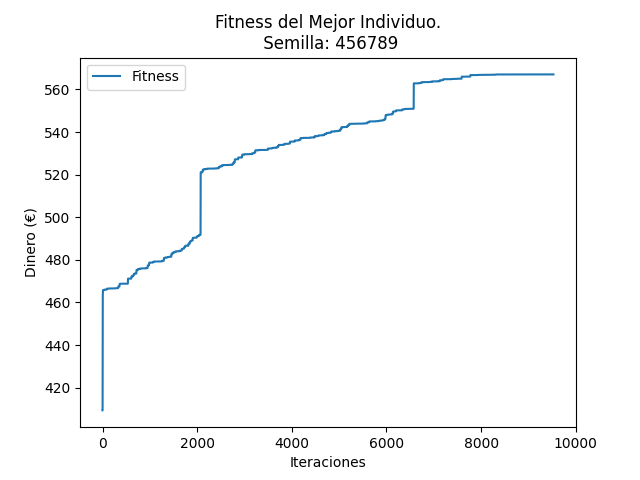 Fitness del Mejor Individuo.
Semilla: 456789
Fitness
Dinero (€)
560
540
520
500
480
460
440
420
0
2000
4000
6000
8000
10000
Iteraciones